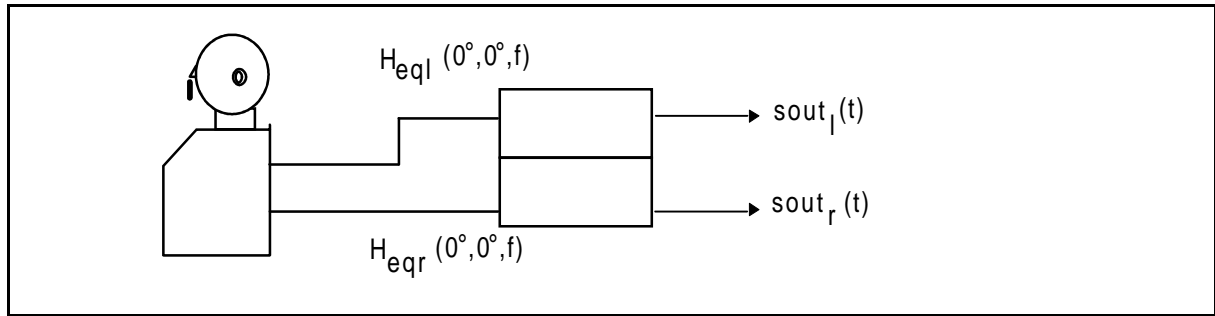 H_eql (0°,0°,f)
sout_l(t)
sout_r (t)
H_eqr (0°,0°,f)